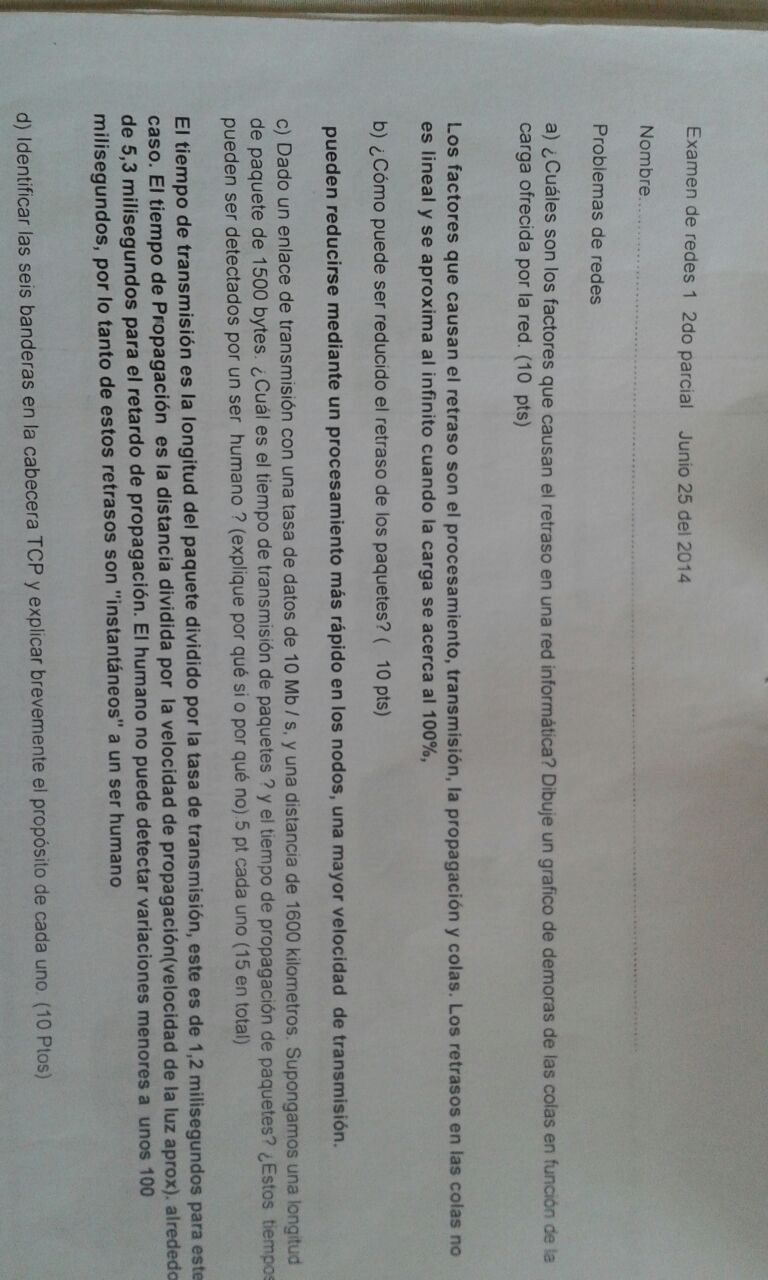 Examen de redes 1 2do parcial Junio 25 del 2014
Nombre................................................................
Problemas de redes
a) ¿Cuáles son los factores que causan el retraso en una red informática? Dibuje un grafico de demoras de las colas en función de la
carga ofrecida por la red. (10 pts)
Los factores que causan el retraso son el procesamiento, transmisión, la propagación y colas. Los retrasos en las colas no
es lineal y se aproxima al infinito cuando la carga se acerca al 100%,
b) ¿Cómo puede ser reducido el retraso de los paquetes? ( 10 pts)
pueden reducirse mediante un procesamiento más rápido en los nodos, una mayor velocidad de transmisión.
c) Dado un enlace de transmisión con una tasa de datos de 10 Mb / s, y una distancia de 1600 kilometros. Supongamos una longitud
de paquete de 1500 bytes. ¿Cuál es el tiempo de transmisión de paquetes ? y el tiempo de propagación de paquetes? ¿Estos tiempos
pueden ser detectados por un ser humano ? (explique por qué si o por qué no).5 pt cada uno (15 en total)
El tiempo de transmisión es la longitud del paquete dividido por la tasa de transmisión, este es de 1,2 milisegundos para este
caso. El tiempo de Propagación es la distancia dividida por la velocidad de propagación(velocidad de la luz aprox). alrededo
de 5,3 milisegundos para el retardo de propagación. El humano no puede detectar variaciones menores a unos 100
milisegundos, por lo tanto de estos retrasos son "instantáneos" a un ser humano
d) Identificar las seis banderas en la cabecera TCP y explicar brevemente el propósito de cada uno. (10 Ptos)